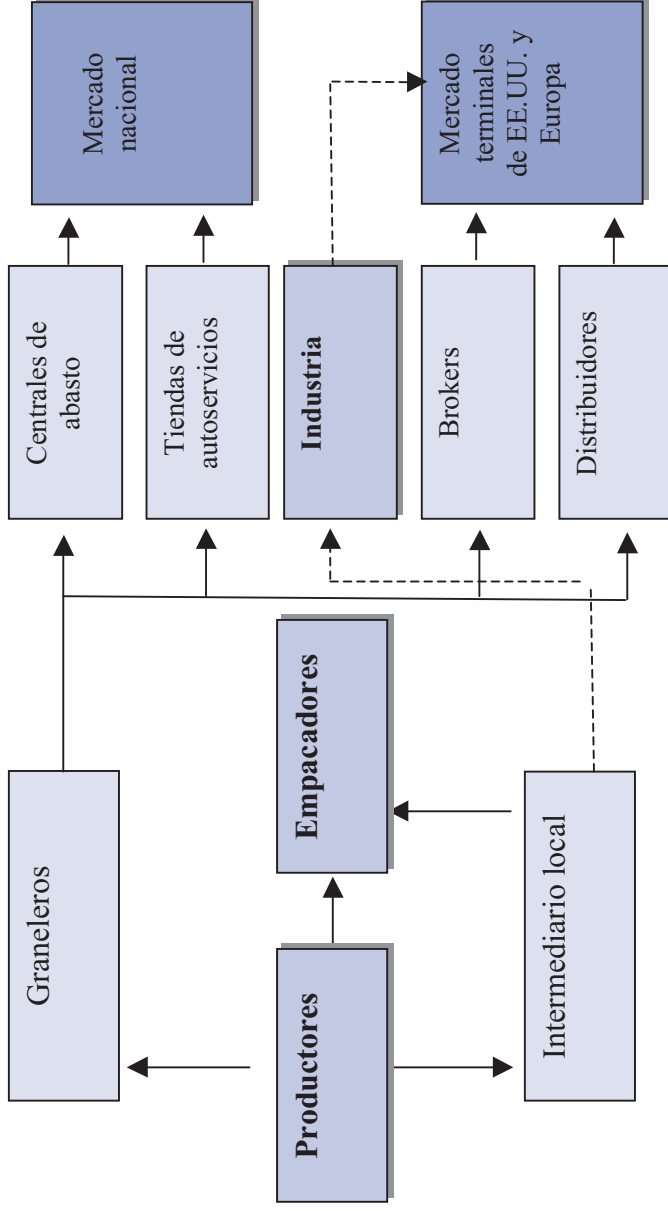 Graneleros
Productores
Empacadores
Intermediario local
Centrales de
abasto
Tiendas de
autoservicios
Industria
Brokers
Distribuidores
Mercado
nacional
Mercado
terminales
de EE.UU. y
Europa